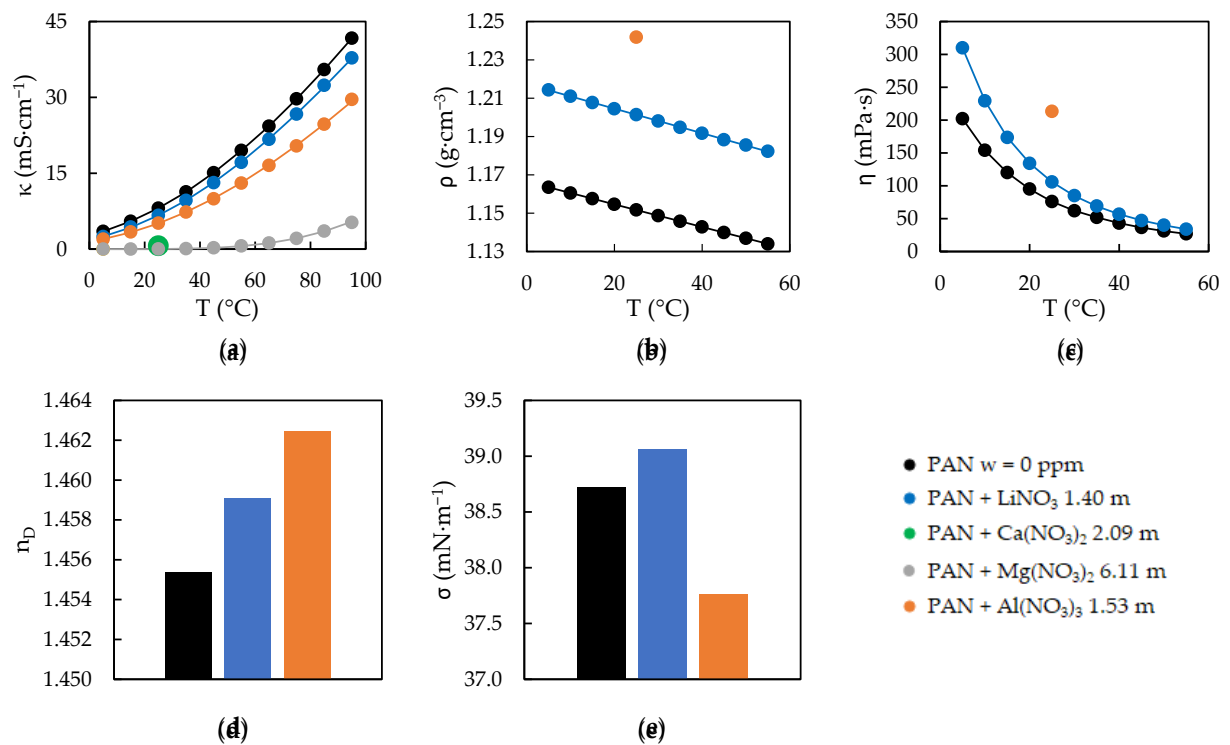 45
30
15
0
κ (mS·cm⁻¹)
0 20 40 60 80 100
T (°C)
(a)
1.25
1.23
1.21
1.19
1.17
1.15
1.13
ρ (g·cm⁻³)
0 20 40 60
T (°C)
(b)
350
300
250
200
150
100
50
0
η (mPa·s)
0 20 40 60
T (°C)
(c)
1.464
1.462
1.460
1.458
1.456
1.454
1.452
1.450
n_D
(d)
39.5
39.0
38.5
38.0
37.5
37.0
σ (mN·m⁻¹)
(e)
PAN w = 0 ppm
PAN + LiNO₃ 1.40 m
PAN + Ca(NO₃)₂ 2.09 m
PAN + Mg(NO₃)₂ 6.11 m
PAN + Al(NO₃)₃ 1.53 m